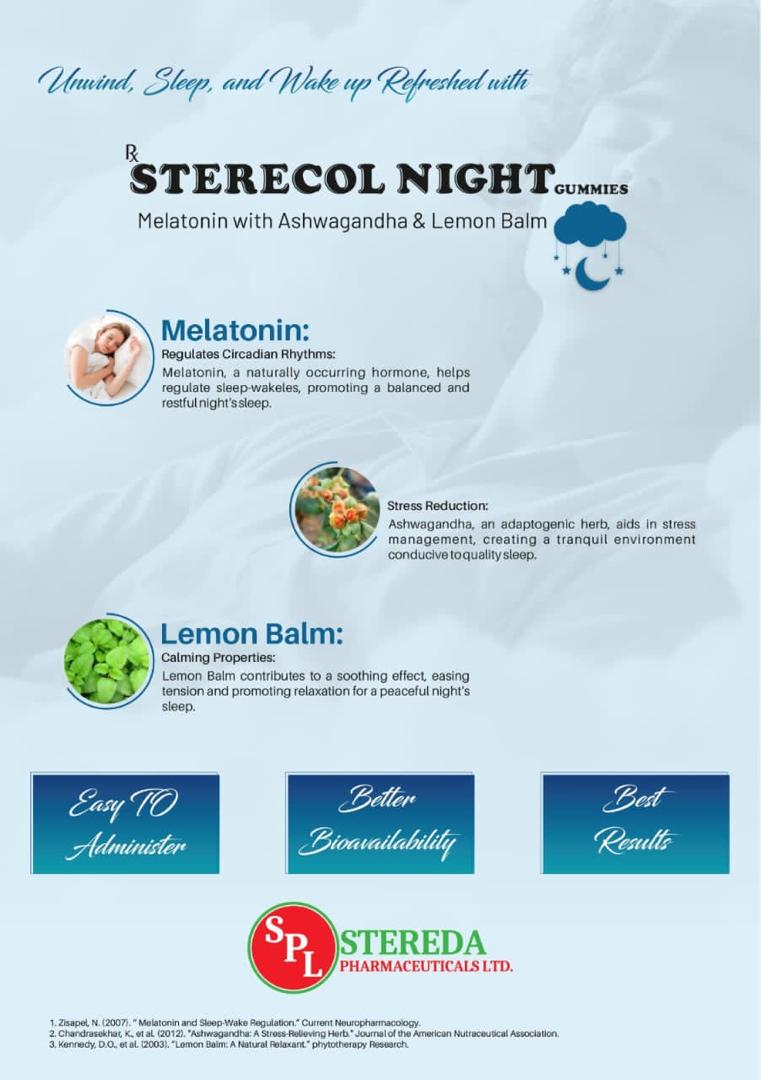 Unwind, Sleep, and Wake up Refreshed with
Rx
STERECOL NIGHT GUMMIES
Melatonin with Ashwagandha & Lemon Balm
Melatonin:
Regulates Circadian Rhythms:
Melatonin, a naturally occurring hormone, helps
regulate sleep-wakeles, promoting a balanced and
restful night's sleep.
Stress Reduction:
Ashwagandha, an adaptogenic herb, aids in stress
management, creating a tranquil environment
conducive to quality sleep.
Lemon Balm:
Calming Properties:
Lemon Balm contributes to a soothing effect, easing
tension and promoting relaxation for a peaceful night's
sleep.
Easy TO
Administer
Better
Bioavailability
Best
Results
SPL
STEREDA
PHARMACEUTICALS LTD.
1. Zisapel, N. (2007). " Melatonin and Sleep-Wake Regulation." Current Neuropharmacology.
2. Chandrasekhar, K., et al. (2012). "Ashwagandha: A Stress-Relieving Herb." Journal of the American Nutraceutical Association.
3. Kennedy, D.O., et al. (2003). "Lemon Balm: A Natural Relaxant." phytotherapy Research.